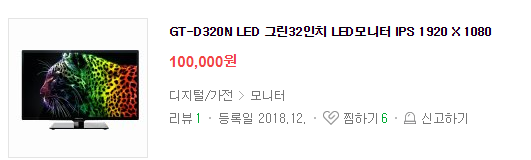 GT-D320N LED 그린32인치 LED모니터 IPS 1920 X 1080
100,000원
디지털/가전 > 모니터
리뷰 1 · 등록일 2018.12. · 찜하기 6 · 신고하기